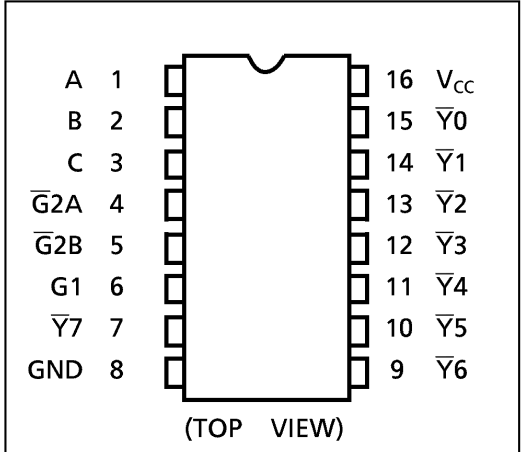 A 1 16 V_CC
B 2 15 Y̅0
C 3 14 Y̅1
G̅2A 4 13 Y̅2
G̅2B 5 12 Y̅3
G1 6 11 Y̅4
Y̅7 7 10 Y̅5
GND 8 9 Y̅6
(TOP VIEW)